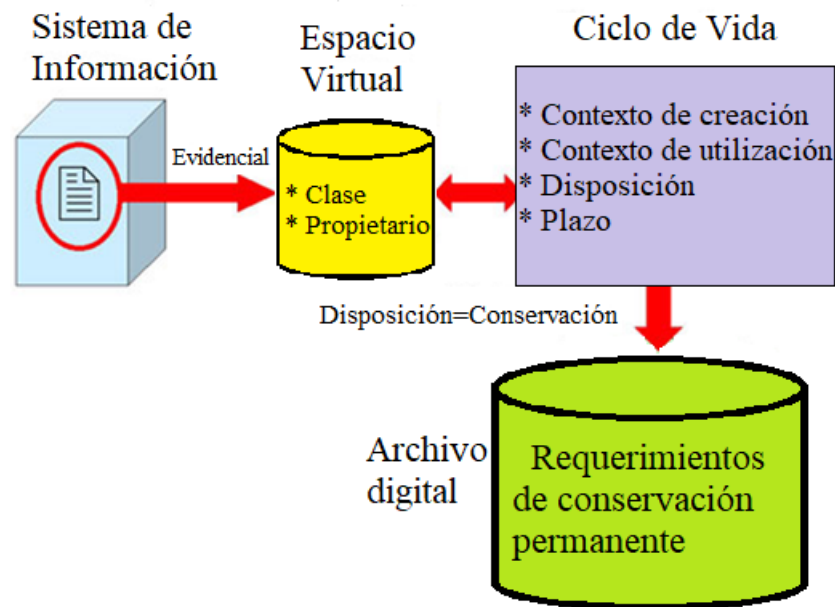 Sistema de
Información
Espacio
Virtual
Ciclo de Vida
Evidencial
* Clase
* Propietario
* Contexto de creación
* Contexto de utilización
* Disposición
* Plazo
Disposición=Conservación
Archivo
digital
Requerimientos
de conservación
permanente